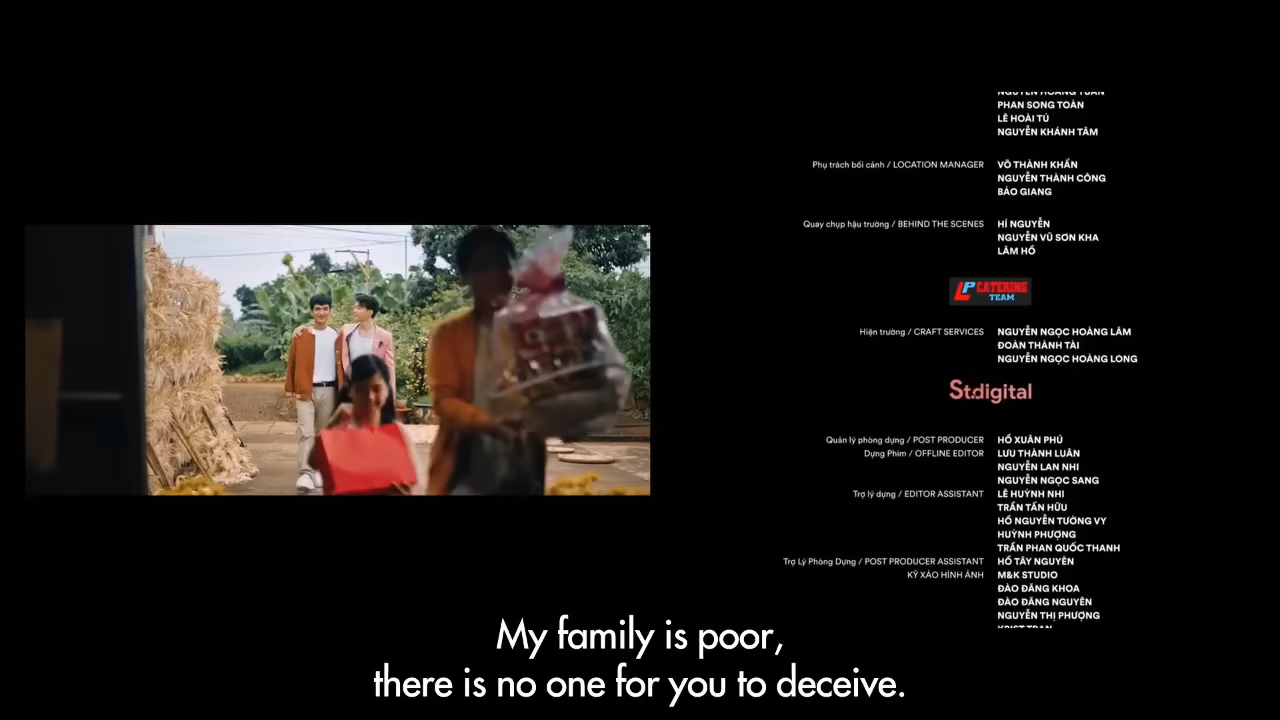 PHAN SONG TOÀN
LÊ HOÀI TÚ
NGUYỄN KHÁNH TÂM
Phụ trách bối cảnh / LOCATION MANAGER VÕ THÀNH KHẨN
NGUYỄN THÀNH CÔNG
BẢO GIANG
Quay chụp hậu trường / BEHIND THE SCENES HÍ NGUYỄN
NGUYỄN VŨ SƠN KHA
LÂM HỒ
LP CATERING
TEAM
Hiện trường / CRAFT SERVICES NGUYỄN NGỌC HOÀNG LÂM
ĐOÀN THÀNH TÀI
NGUYỄN NGỌC HOÀNG LONG
St.digital
Quản lý phòng dựng / POST PRODUCER HỒ XUÂN PHÚ
Dựng Phim / OFFLINE EDITOR LƯU THÀNH LUÂN
NGUYỄN LAN NHI
NGUYỄN NGỌC SANG
Trợ lý dựng / EDITOR ASSISTANT LÊ HUỲNH NHI
TRẦN TẤN HỮU
HỒ NGUYỄN TƯỜNG VY
HUỲNH PHƯỢNG
TRẦN PHAN QUỐC THANH
Trợ Lý Phòng Dựng / POST PRODUCER ASSISTANT HỒ TÂY NGUYÊN
KỸ XẢO HÌNH ẢNH M&K STUDIO
ĐÀO ĐĂNG KHOA
ĐÀO ĐĂNG NGUYÊN
NGUYỄN THỊ PHƯỢNG
My family is poor,
there is no one for you to deceive.